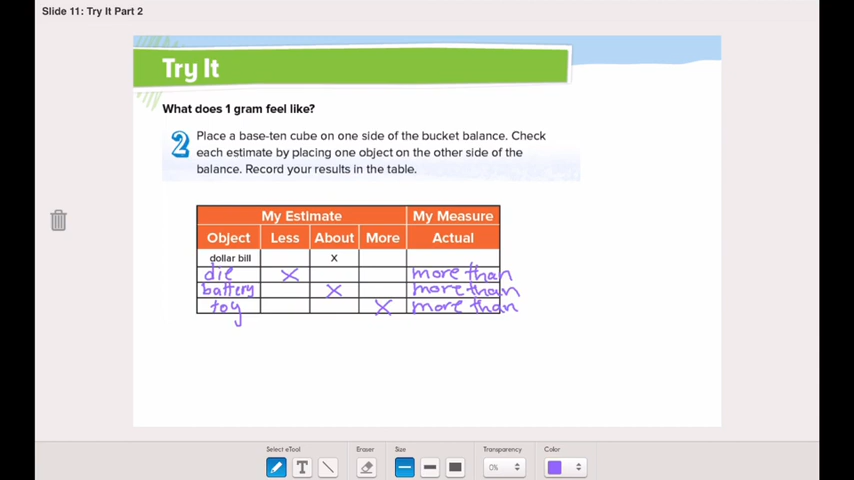 Slide 11: Try It Part 2
Try It
What does 1 gram feel like?
2 Place a base-ten cube on one side of the bucket balance. Check
each estimate by placing one object on the other side of the
balance. Record your results in the table.
My Estimate My Measure
Object Less About More Actual
dollar bill X
die X more than
battery X more than
toy X more than
Select eTool Eraser Size Transparency Color
T 0%